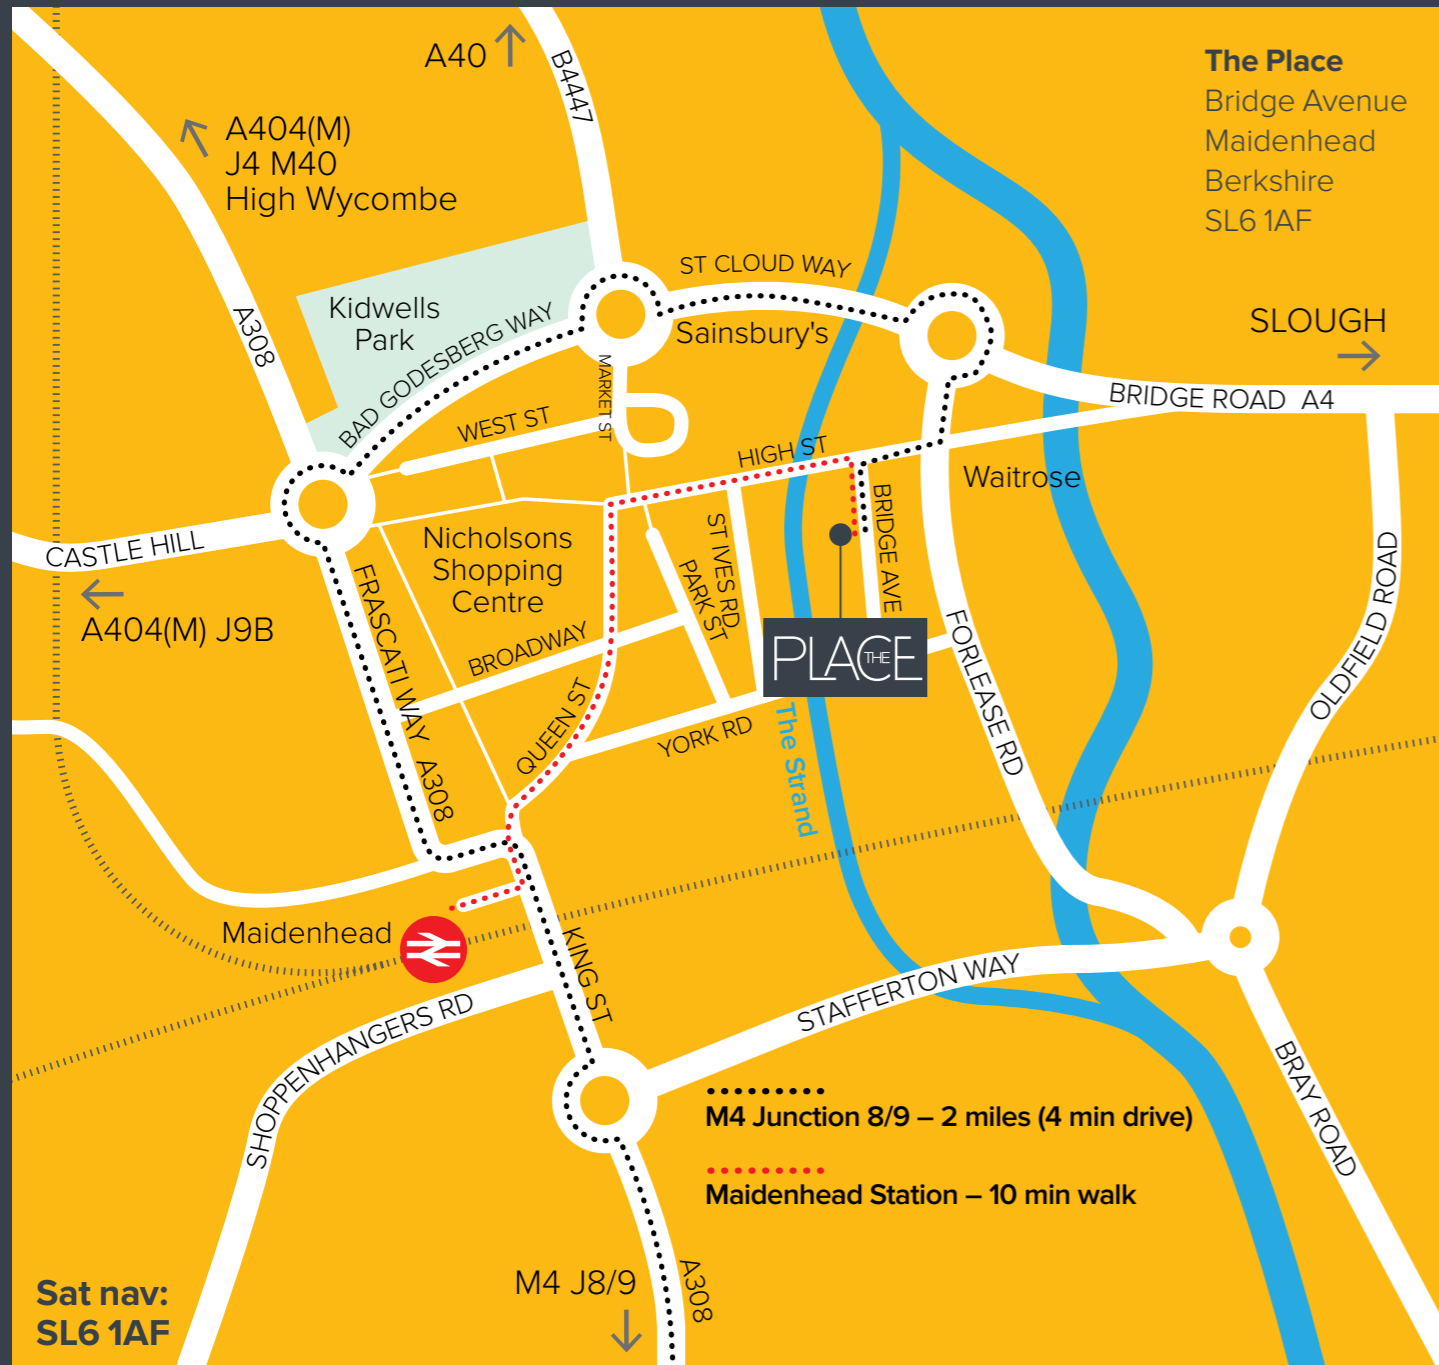 The Place
Bridge Avenue
Maidenhead
Berkshire
SL6 1AF
A40
B4447
A404(M)
J4 M40
High Wycombe
A308
Kidwells
Park
BAD GODESBERG WAY
ST CLOUD WAY
Sainsbury's
SLOUGH
BRIDGE ROAD A4
MARKET ST
WEST ST
HIGH ST
Waitrose
CASTLE HILL
A404(M) J9B
Nicholsons
Shopping
Centre
FRASCATI WAY A308
BROADWAY
QUEEN ST
PARK ST
ST IVES RD
BRIDGE AVE
PLACE
THE
YORK RD
The Strand
FORLEASE RD
OLDFIELD ROAD
Maidenhead
KING ST
SHOPPENHANGERS RD
STAFFERTON WAY
BRAY ROAD
M4 Junction 8/9 – 2 miles (4 min drive)
Maidenhead Station – 10 min walk
M4 J8/9
A308
Sat nav:
SL6 1AF